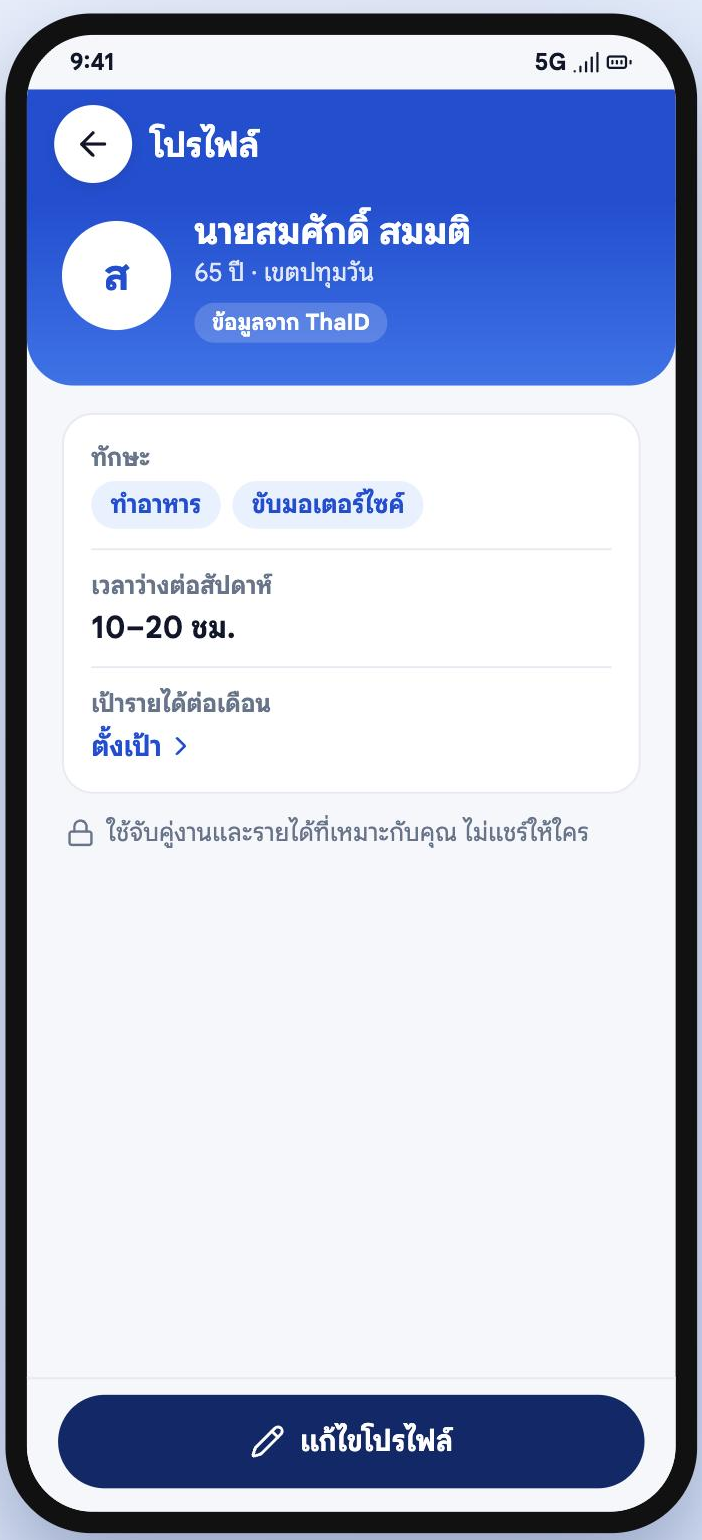 9:41 5G
โปรไฟล์
ส
นายสมศักดิ์ สมมติ
65 ปี · เขตปทุมวัน
ข้อมูลจาก ThaID
ทักษะ
ทำอาหาร ขับมอเตอร์ไซค์
เวลาว่างต่อสัปดาห์
10–20 ชม.
เป้ารายได้ต่อเดือน
ตั้งเป้า
ใช้จับคู่งานและรายได้ที่เหมาะกับคุณ ไม่แชร์ให้ใคร
แก้ไขโปรไฟล์